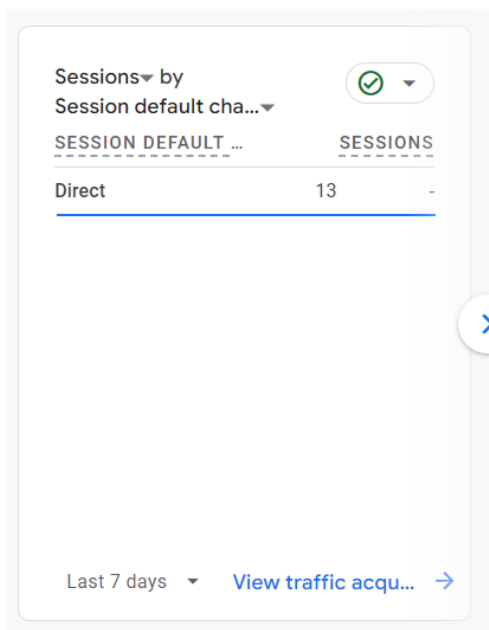 Sessions by
Session default cha...
SESSION DEFAULT ... SESSIONS
Direct 13 -
Last 7 days View traffic acqu...